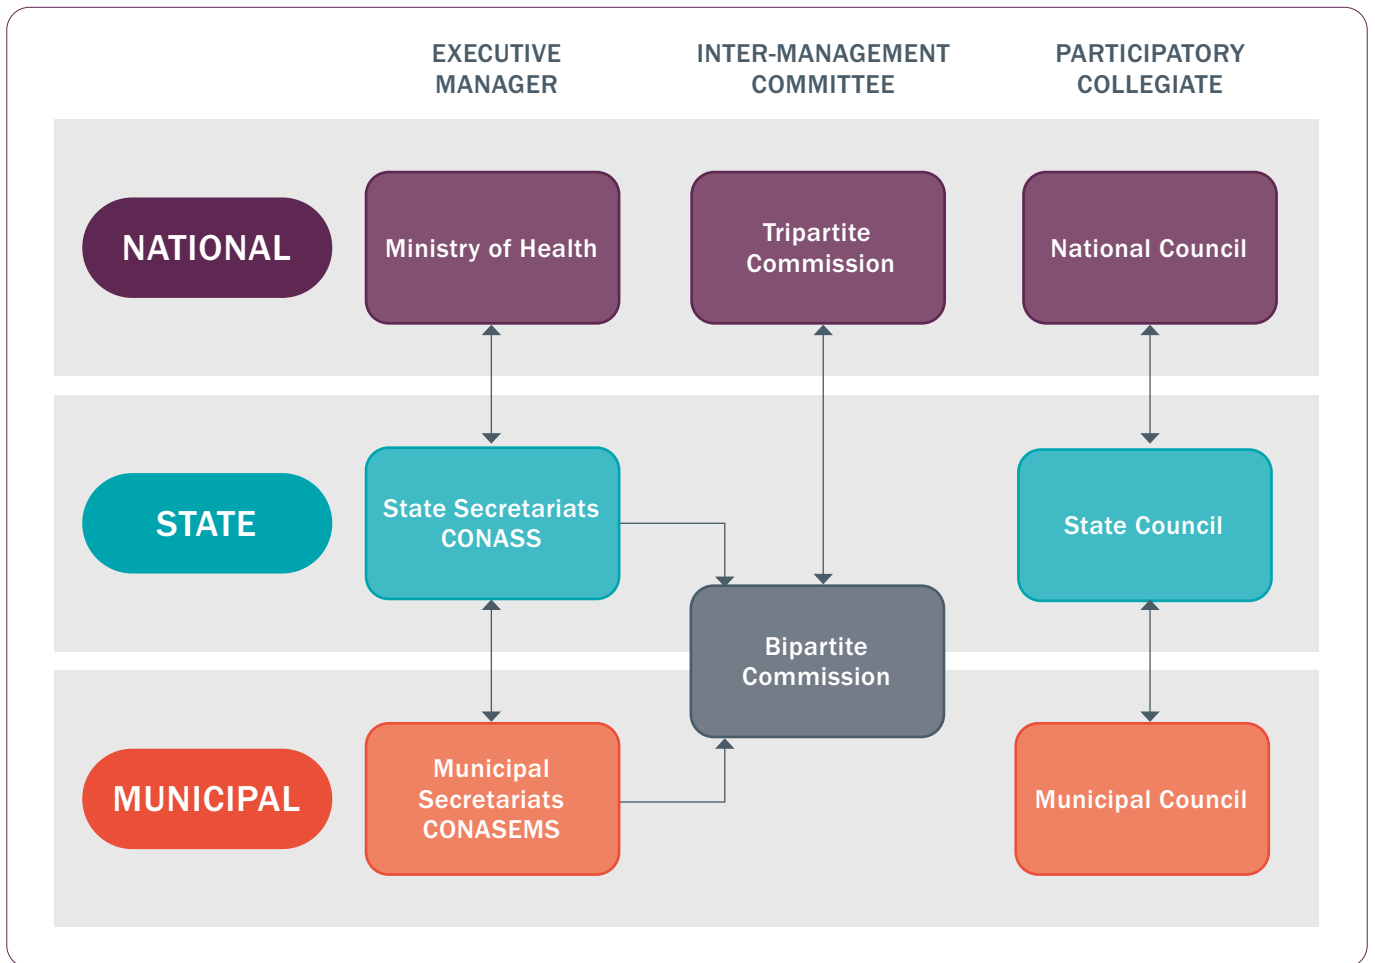 EXECUTIVE
MANAGER
INTER-MANAGEMENT
COMMITTEE
PARTICIPATORY
COLLEGIATE
NATIONAL
Ministry of Health
Tripartite
Commission
National Council
STATE
State Secretariats
CONASS
State Council
Bipartite
Commission
MUNICIPAL
Municipal
Secretariats
CONASEMS
Municipal Council